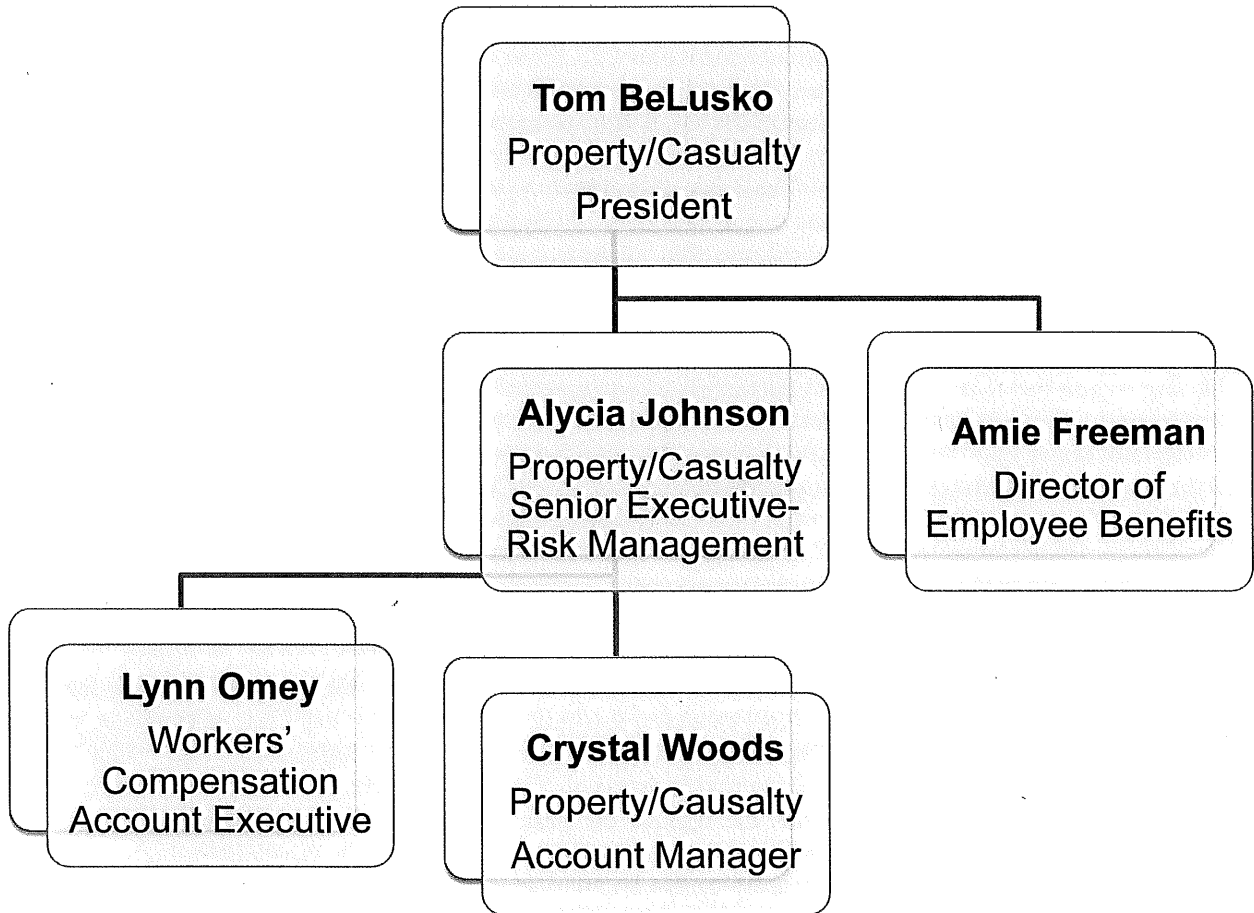 Tom BeLusko
Property/Casualty
President
Alycia Johnson
Property/Casualty
Senior Executive-
Risk Management
Amie Freeman
Director of
Employee Benefits
Lynn Omey
Workers’
Compensation
Account Executive
Crystal Woods
Property/Causalty
Account Manager